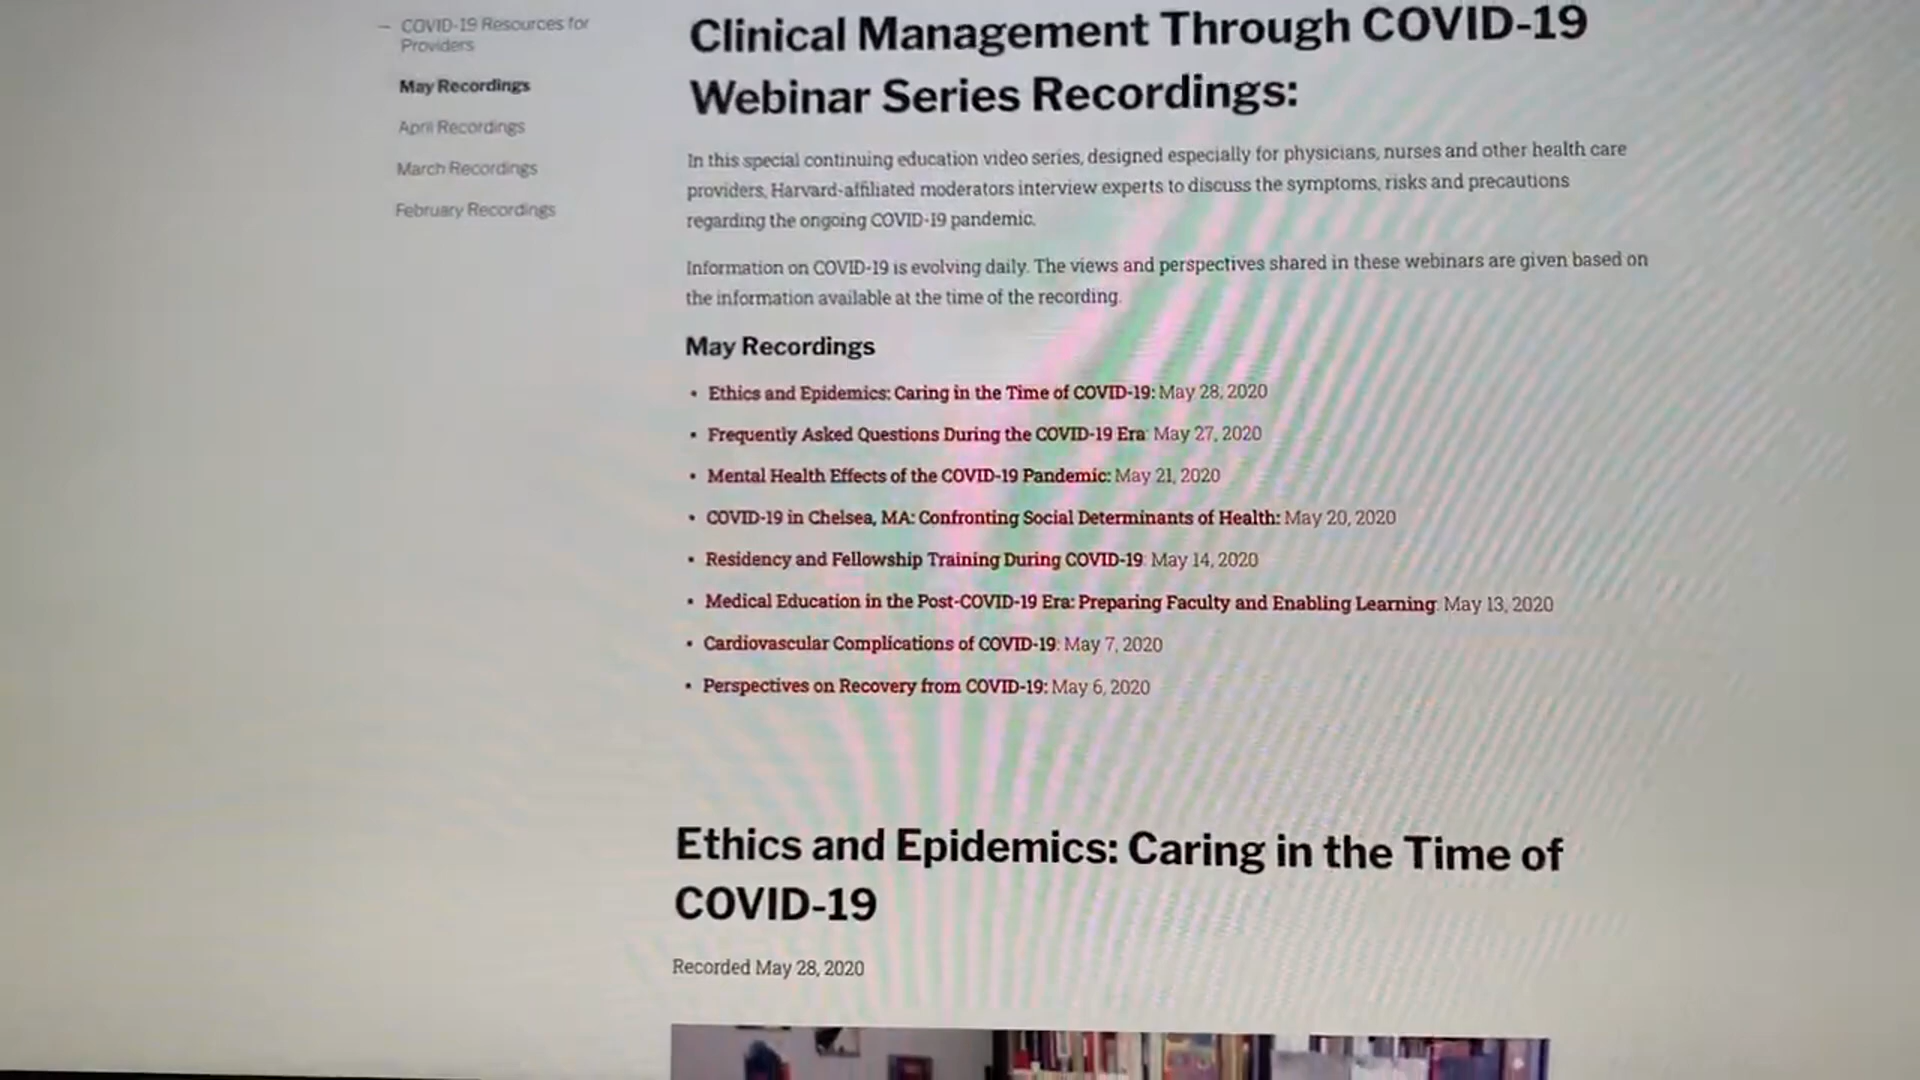 COVID-19 Resources for
Providers
May Recordings
April Recordings
March Recordings
February Recordings
Clinical Management Through COVID-19
Webinar Series Recordings:
In this special continuing education video series, designed especially for physicians, nurses and other health care
providers, Harvard-affiliated moderators interview experts to discuss the symptoms, risks and precautions
regarding the ongoing COVID-19 pandemic.
Information on COVID-19 is evolving daily. The views and perspectives shared in these webinars are given based on
the information available at the time of the recording.
May Recordings
Ethics and Epidemics: Caring in the Time of COVID-19: May 28, 2020
Frequently Asked Questions During the COVID-19 Era: May 27, 2020
Mental Health Effects of the COVID-19 Pandemic: May 21, 2020
COVID-19 in Chelsea, MA: Confronting Social Determinants of Health: May 20, 2020
Residency and Fellowship Training During COVID-19: May 14, 2020
Medical Education in the Post-COVID-19 Era: Preparing Faculty and Enabling Learning: May 13, 2020
Cardiovascular Complications of COVID-19: May 7, 2020
Perspectives on Recovery from COVID-19: May 6, 2020
Ethics and Epidemics: Caring in the Time of
COVID-19
Recorded May 28, 2020